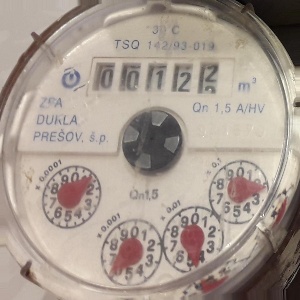 30°C
TSQ 142/93-019
00122 m³
ZPA
DUKLA
PREŠOV, š.p.
Qn 1,5 A/HV
Qn1,5
x 0,0001
x 0,001
x 0,01
x 0,1